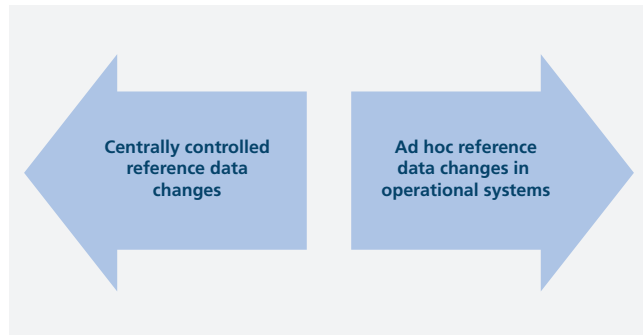 Centrally controlled
reference data
changes
Ad hoc reference
data changes in
operational systems